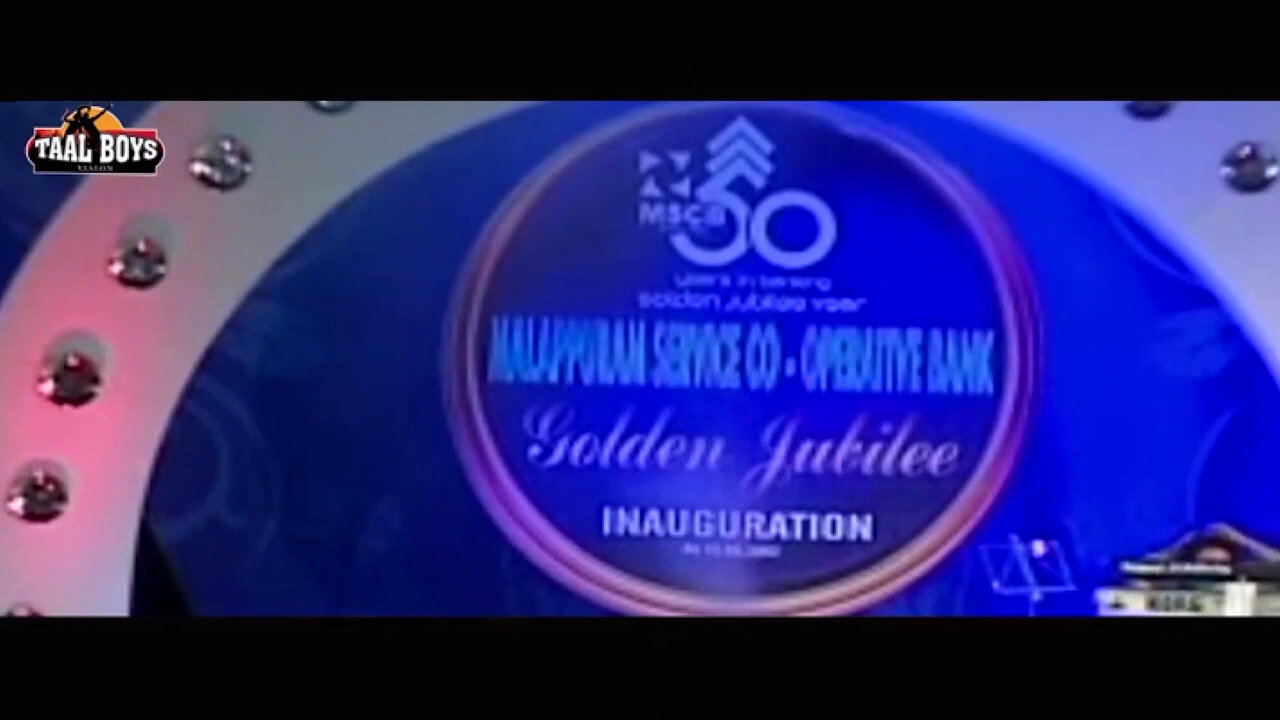 TAAL BOYS
VISION
MSCB
50
years in banking
golden jubilee year
MALAPPURAM SERVICE CO - OPERATIVE BANK
Golden Jubilee
INAUGURATION
KORG